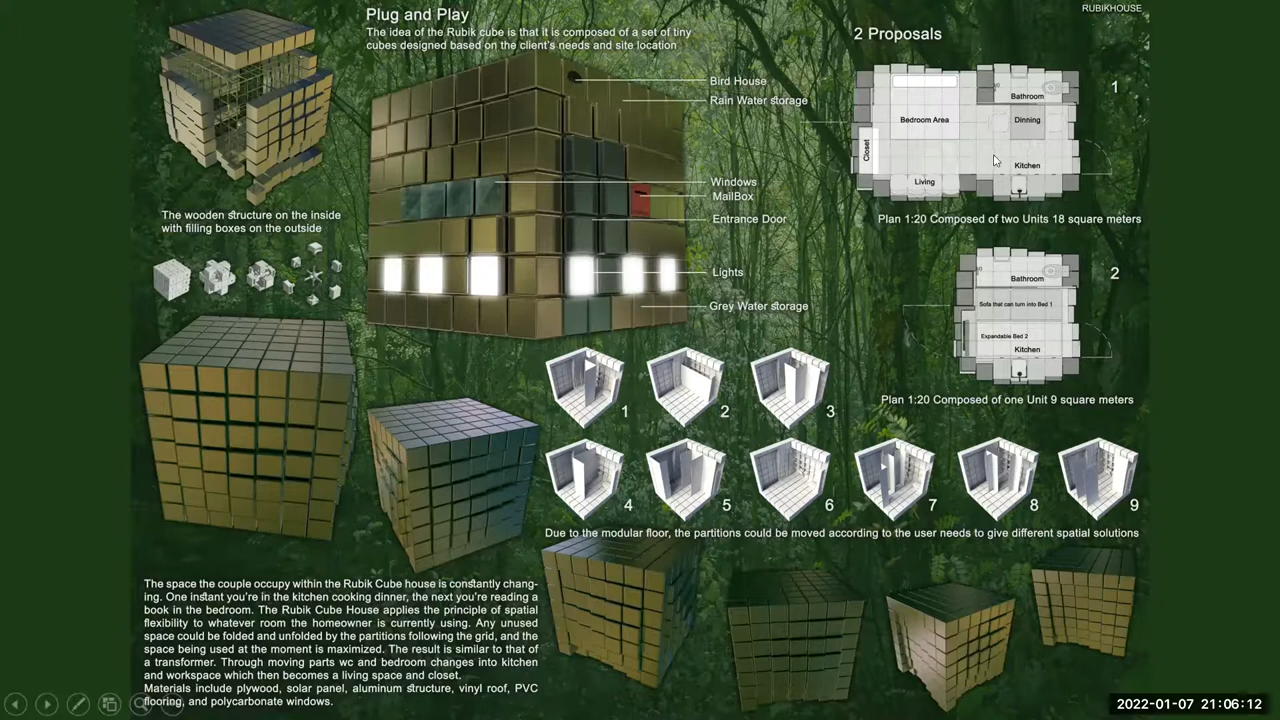 RUBIKHOUSE
Plug and Play
The idea of the Rubik cube is that it is composed of a set of tiny
cubes designed based on the client's needs and site location
Bird House
Rain Water storage
Windows
MailBox
Entrance Door
Lights
Grey Water storage
The wooden structure on the inside
with filling boxes on the outside
2 Proposals
1
Bathroom
Bedroom Area
Dinning
Closet
Kitchen
Living
Plan 1:20 Composed of two Units 18 square meters
2
Bathroom
Sofa that can turn into Bed 1
Expandable Bed 2
Kitchen
Plan 1:20 Composed of one Unit 9 square meters
1
2
3
4
5
6
7
8
9
Due to the modular floor, the partitions could be moved according to the user needs to give different spatial solutions
The space the couple occupy within the Rubik Cube house is constantly chang-
ing. One instant you're in the kitchen cooking dinner, the next you're reading a
book in the bedroom. The Rubik Cube House applies the principle of spatial
flexibility to whatever room the homeowner is currently using. Any unused
space could be folded and unfolded by the partitions following the grid, and the
space being used at the moment is maximized. The result is similar to that of
a transformer. Through moving parts wc and bedroom changes into kitchen
and workspace which then becomes a living space and closet.
Materials include plywood, solar panel, aluminum structure, vinyl roof, PVC
flooring, and polycarbonate windows.
2022-01-07 21:06:12